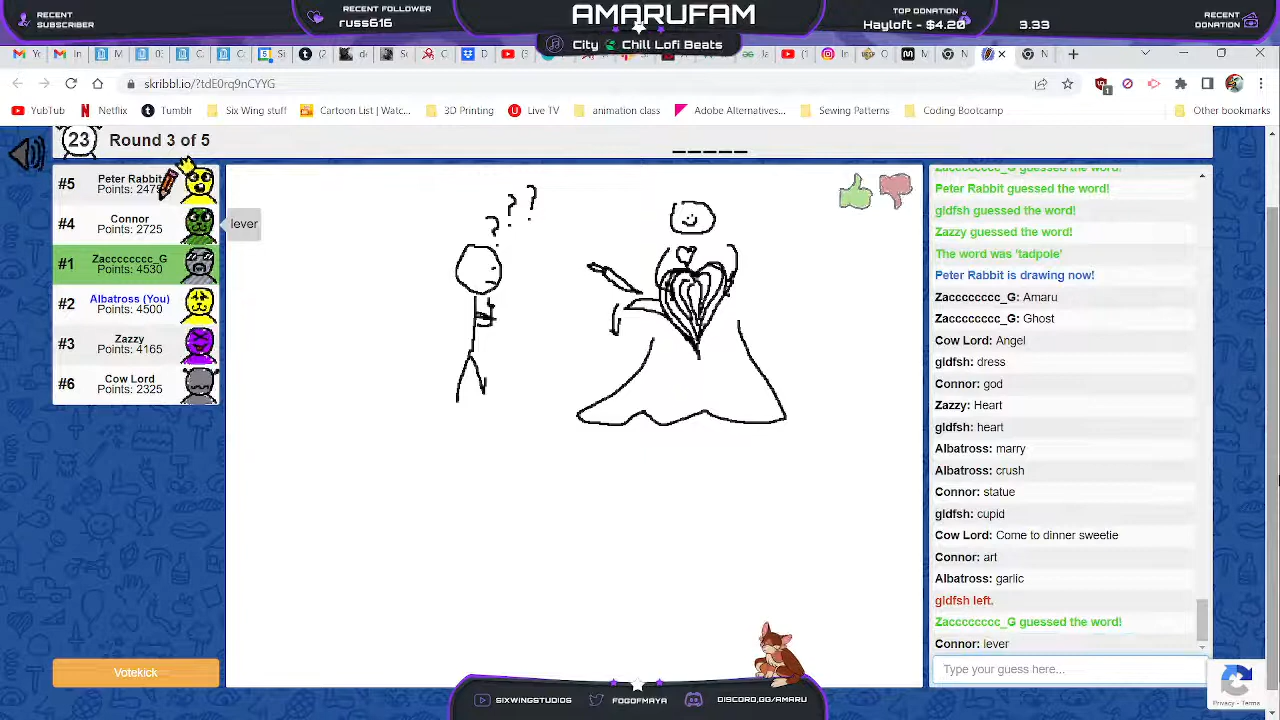 RECENT SUBSCRIBER
RECENT FOLLOWER
russ616
AMARUFAM
City Chill Lofi Beats
TOP DONATION
Hayloft - $4.20
3.33
RECENT DONATION
skribbl.io/?tdE0rq9nCYYG
YubTub
Netflix
Tumblr
Six Wing stuff
Cartoon List | Watc...
3D Printing
Live TV
animation class
Adobe Alternatives...
Sewing Patterns
Coding Bootcamp
Other bookmarks
23
Round 3 of 5
_ _ _ _ _
#5 Peter Rabbit
Points: 2475
#4 Connor
Points: 2725
lever
#1 Zacccccccc_G
Points: 4530
#2 Albatross (You)
Points: 4500
#3 Zazzy
Points: 4165
#6 Cow Lord
Points: 2325
Votekick
? ? ?
Zacccccccc_G guessed the word!
Peter Rabbit guessed the word!
gldfsh guessed the word!
Zazzy guessed the word!
The word was 'tadpole'
Peter Rabbit is drawing now!
Zacccccccc_G: Amaru
Zacccccccc_G: Ghost
Cow Lord: Angel
gldfsh: dress
Connor: god
Zazzy: Heart
gldfsh: heart
Albatross: marry
Albatross: crush
Connor: statue
gldfsh: cupid
Cow Lord: Come to dinner sweetie
Connor: art
Albatross: garlic
gldfsh left.
Zacccccccc_G guessed the word!
Connor: lever
Type your guess here...
Privacy - Terms
SIXWINGSTUDIOS
FOGOFMAYA
DISCORD.GG/AMARU